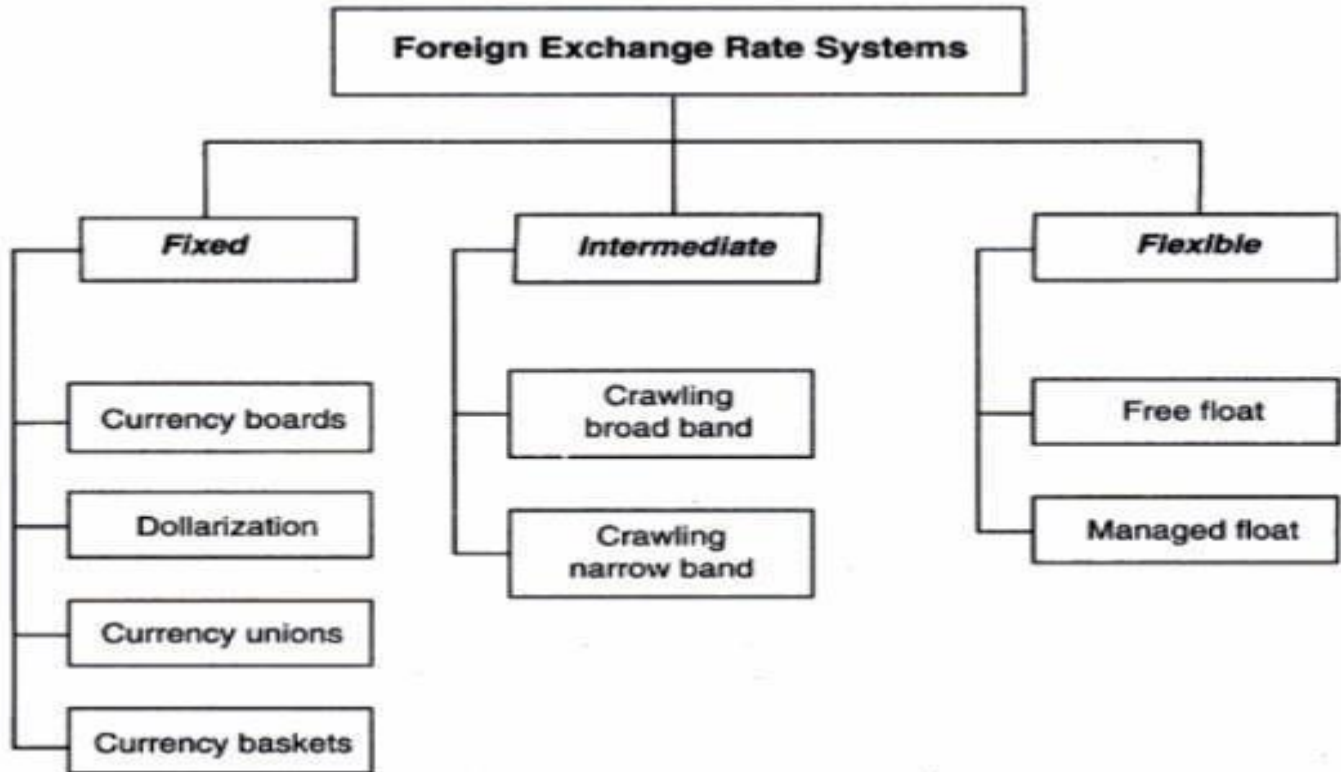 Foreign Exchange Rate Systems
Fixed
Intermediate
Flexible
Currency boards
Dollarization
Currency unions
Currency baskets
Crawling
broad band
Crawling
narrow band
Free float
Managed float